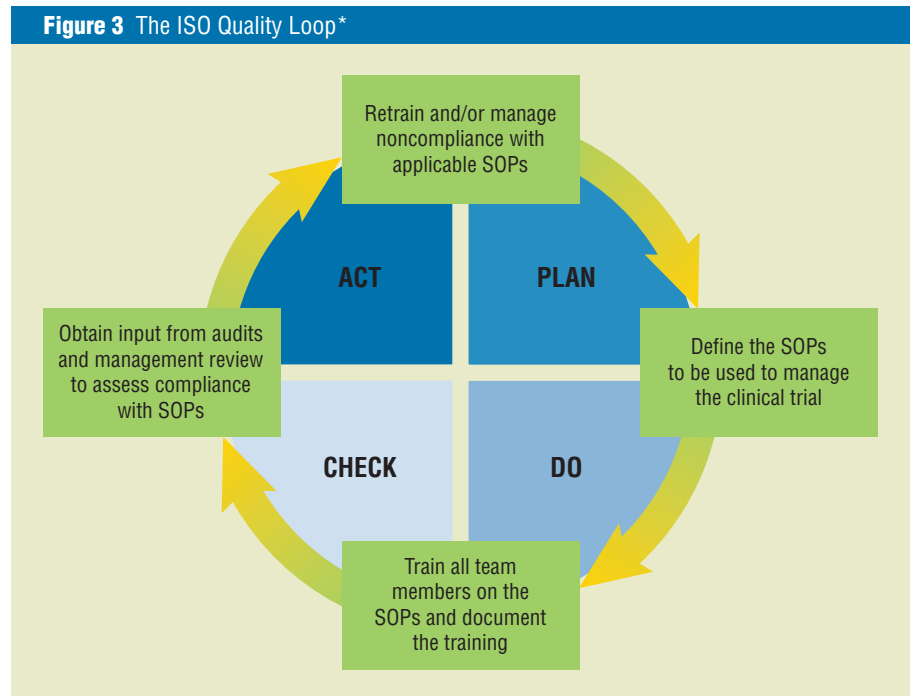 Figure 3 The ISO Quality Loop*
Retrain and/or manage
noncompliance with
applicable SOPs
ACT
PLAN
Obtain input from audits
and management review
to assess compliance
with SOPs
Define the SOPs
to be used to manage
the clinical trial
CHECK
DO
Train all team
members on the
SOPs and document
the training